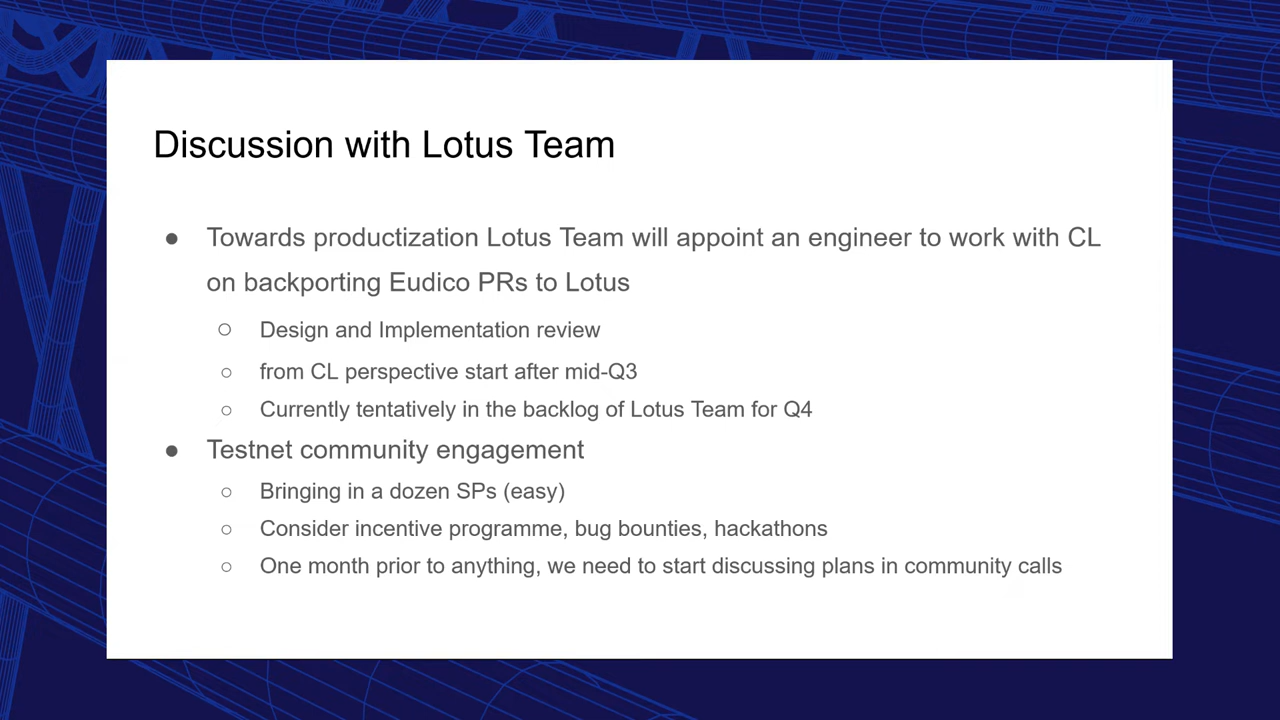 Discussion with Lotus Team
● Towards productization Lotus Team will appoint an engineer to work with CL
on backporting Eudico PRs to Lotus
○ Design and Implementation review
○ from CL perspective start after mid-Q3
○ Currently tentatively in the backlog of Lotus Team for Q4
● Testnet community engagement
○ Bringing in a dozen SPs (easy)
○ Consider incentive programme, bug bounties, hackathons
○ One month prior to anything, we need to start discussing plans in community calls